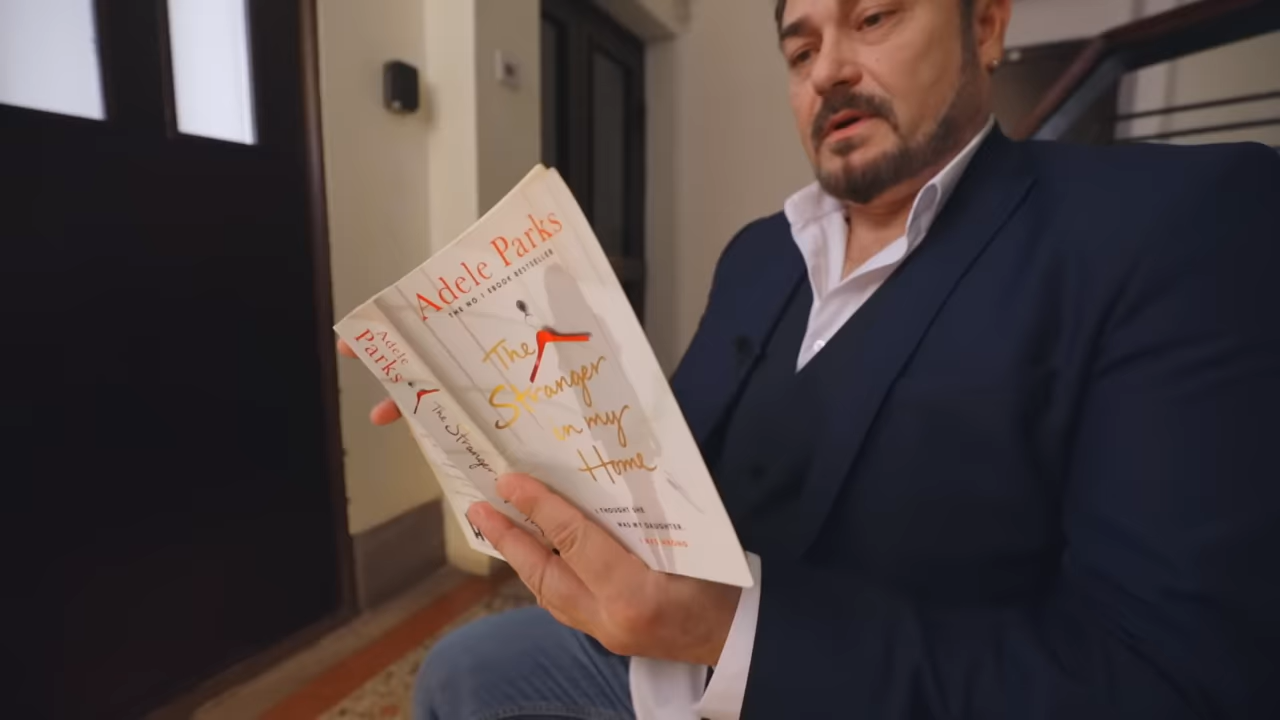 Adele Parks
THE NO.1 EBOOK BESTSELLER
The
Stranger
in my
Home
I THOUGHT SHE
WAS MY DAUGHTER.
I WAS WRONG
Adele
Parks
The Stranger